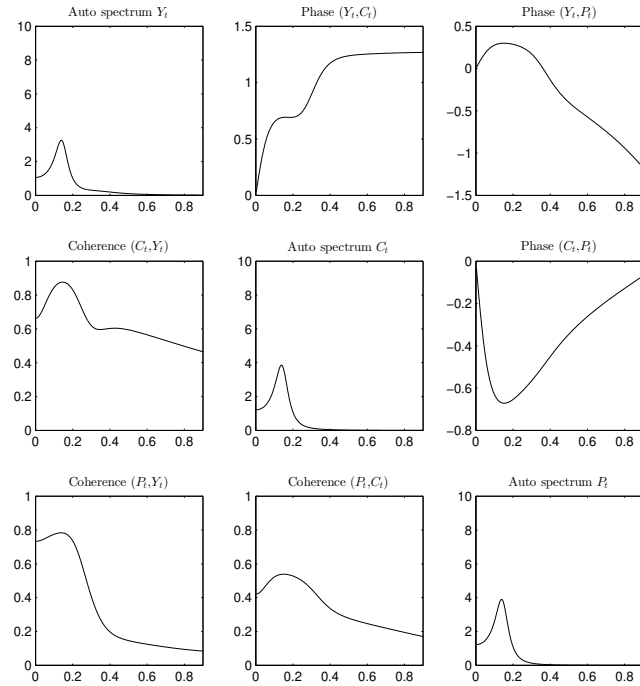 Auto spectrum Y_t
Phase (Y_t,C_t)
Phase (Y_t,P_t)
10
8
6
4
2
0
0 0.2 0.4 0.6 0.8
1.5
1
0.5
0
0 0.2 0.4 0.6 0.8
0.5
0
−0.5
−1
−1.5
0 0.2 0.4 0.6 0.8
Coherence (C_t,Y_t)
Auto spectrum C_t
Phase (C_t,P_t)
1
0.8
0.6
0.4
0.2
0
0 0.2 0.4 0.6 0.8
10
8
6
4
2
0
0 0.2 0.4 0.6 0.8
0
−0.2
−0.4
−0.6
−0.8
0 0.2 0.4 0.6 0.8
Coherence (P_t,Y_t)
Coherence (P_t,C_t)
Auto spectrum P_t
1
0.8
0.6
0.4
0.2
0
0 0.2 0.4 0.6 0.8
1
0.8
0.6
0.4
0.2
0
0 0.2 0.4 0.6 0.8
10
8
6
4
2
0
0 0.2 0.4 0.6 0.8